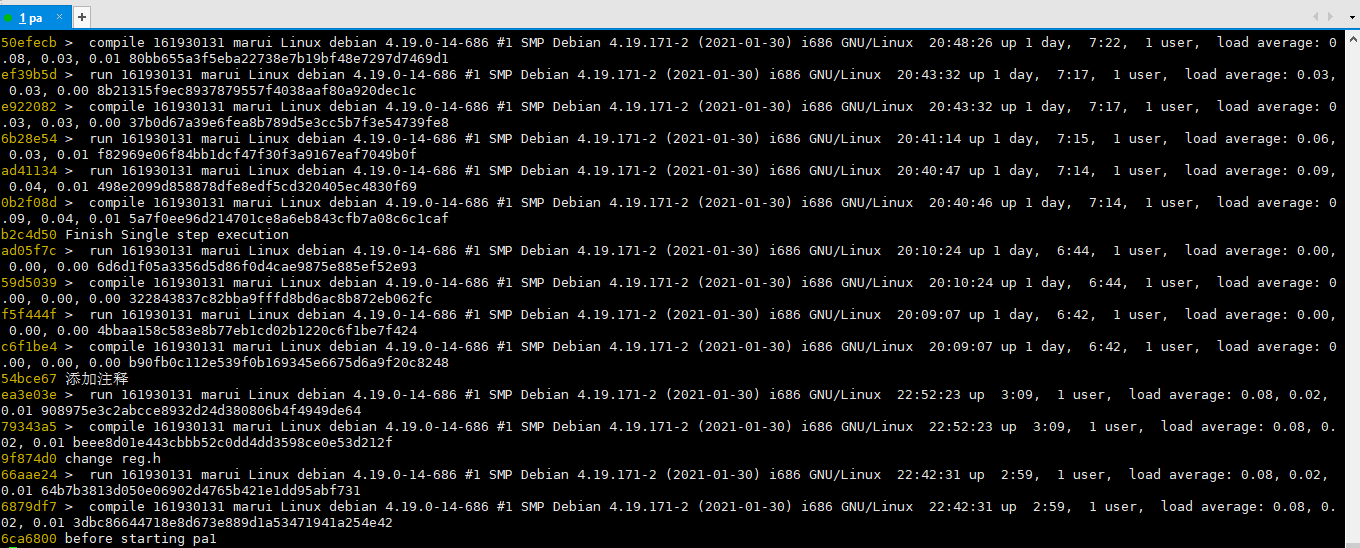 1 pa × +
50efecb >  compile 161930131 marui Linux debian 4.19.0-14-686 #1 SMP Debian 4.19.171-2 (2021-01-30) i686 GNU/Linux  20:48:26 up 1 day,  7:22,  1 user,  load average: 0
.08, 0.03, 0.01 80bb655a3f5eba22738e7b19bf48e7297d7469d1
ef39b5d >  run 161930131 marui Linux debian 4.19.0-14-686 #1 SMP Debian 4.19.171-2 (2021-01-30) i686 GNU/Linux  20:43:32 up 1 day,  7:17,  1 user,  load average: 0.03,
 0.03, 0.00 8b21315f9ec8937879557f4038aaf80a920dec1c
e922082 >  compile 161930131 marui Linux debian 4.19.0-14-686 #1 SMP Debian 4.19.171-2 (2021-01-30) i686 GNU/Linux  20:43:32 up 1 day,  7:17,  1 user,  load average: 0
.03, 0.03, 0.00 37b0d67a39e6fea8b789d5e3cc5b7f3e54739fe8
6b28e54 >  run 161930131 marui Linux debian 4.19.0-14-686 #1 SMP Debian 4.19.171-2 (2021-01-30) i686 GNU/Linux  20:41:14 up 1 day,  7:15,  1 user,  load average: 0.06,
 0.03, 0.01 f82969e06f84bb1dcf47f30f3a9167eaf7049b0f
ad41134 >  run 161930131 marui Linux debian 4.19.0-14-686 #1 SMP Debian 4.19.171-2 (2021-01-30) i686 GNU/Linux  20:40:47 up 1 day,  7:14,  1 user,  load average: 0.09,
 0.04, 0.01 498e2099d858878dfe8edf5cd320405ec4830f69
0b2f08d >  compile 161930131 marui Linux debian 4.19.0-14-686 #1 SMP Debian 4.19.171-2 (2021-01-30) i686 GNU/Linux  20:40:46 up 1 day,  7:14,  1 user,  load average: 0
.09, 0.04, 0.01 5a7f0ee96d214701ce8a6eb843cfb7a08c6c1caf
b2c4d50 Finish Single step execution
ad05f7c >  run 161930131 marui Linux debian 4.19.0-14-686 #1 SMP Debian 4.19.171-2 (2021-01-30) i686 GNU/Linux  20:10:24 up 1 day,  6:44,  1 user,  load average: 0.00,
 0.00, 0.00 6d6d1f05a3356d5d86f0d4cae9875e885ef52e93
59d5039 >  compile 161930131 marui Linux debian 4.19.0-14-686 #1 SMP Debian 4.19.171-2 (2021-01-30) i686 GNU/Linux  20:10:24 up 1 day,  6:44,  1 user,  load average: 0
.00, 0.00, 0.00 322843837c82bba9fffd8bd6ac8b872eb062fc
f5f444f >  run 161930131 marui Linux debian 4.19.0-14-686 #1 SMP Debian 4.19.171-2 (2021-01-30) i686 GNU/Linux  20:09:07 up 1 day,  6:42,  1 user,  load average: 0.00,
 0.00, 0.00 4bbaa158c583e8b77eb1cd02b1220c6f1be7f424
c6f1be4 >  compile 161930131 marui Linux debian 4.19.0-14-686 #1 SMP Debian 4.19.171-2 (2021-01-30) i686 GNU/Linux  20:09:07 up 1 day,  6:42,  1 user,  load average: 0
.00, 0.00, 0.00 b90fb0c112e539f0b169345e6675d6a9f20c8248
54bce67 添加注释
ea3e03e >  run 161930131 marui Linux debian 4.19.0-14-686 #1 SMP Debian 4.19.171-2 (2021-01-30) i686 GNU/Linux  22:52:23 up  3:09,  1 user,  load average: 0.08, 0.02,
0.01 908975e3c2abcce8932d24d380806b4f4949de64
79343a5 >  compile 161930131 marui Linux debian 4.19.0-14-686 #1 SMP Debian 4.19.171-2 (2021-01-30) i686 GNU/Linux  22:52:23 up  3:09,  1 user,  load average: 0.08, 0.
02, 0.01 beee8d01e443cbbb52c0dd4dd3598ce0e53d212f
9f874d0 change reg.h
66aae24 >  run 161930131 marui Linux debian 4.19.0-14-686 #1 SMP Debian 4.19.171-2 (2021-01-30) i686 GNU/Linux  22:42:31 up  2:59,  1 user,  load average: 0.08, 0.02,
0.01 64b7b3813d050e06902d4765b421e1dd95abf731
6879df7 >  compile 161930131 marui Linux debian 4.19.0-14-686 #1 SMP Debian 4.19.171-2 (2021-01-30) i686 GNU/Linux  22:42:31 up  2:59,  1 user,  load average: 0.08, 0.
02, 0.01 3dbc86644718e8d673e889d1a53471941a254e42
6ca6800 before starting pa1